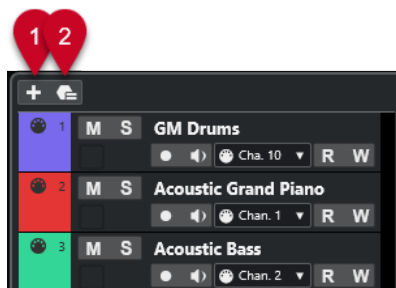 1 2
1 M S GM Drums
Cha. 10 R W
2 M S Acoustic Grand Piano
Chan. 1 R W
3 M S Acoustic Bass
Chan. 2 R W